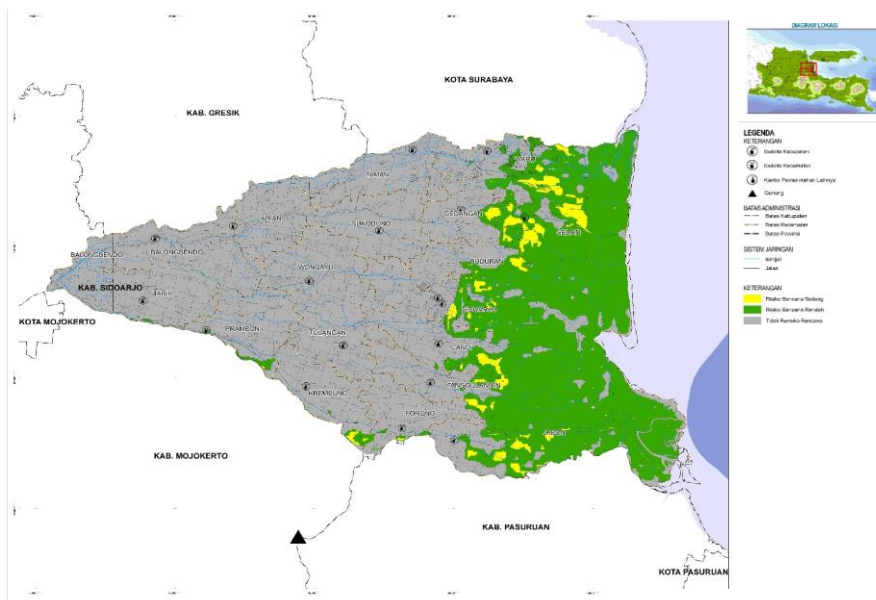 DIAGRAM LOKASI
KOTA SURABAYA
KAB. GRESIK
LEGENDA
KETERANGAN
Ibukota Kabupaten
Ibukota Kecamatan
Kantor Pemerintahan Lainnya
Gunung
BATAS ADMINISTRASI
Batas Kabupaten
Batas Kecamatan
Batas Provinsi
SISTEM JARINGAN
sungai
Jalan
KETERANGAN
Risiko Bencana Sedang
Risiko Bencana Rendah
Tidak Berisiko Bencana
WARU
TAMAN
GEDANGAN
KRIAN
SUKODONO
SEDATI
BALONGBENDO
BALONGBENDO
BUDURAN
WONOAYU
KAB. SIDOARJO
TARIK
SIDOARJO
KOTA MOJOKERTO
PRAMBON
TULANGAN
CANDI
TANGGULANGIN
KREMBUNG
PORONG
JABON
KAB. MOJOKERTO
KAB. PASURUAN
KOTA PASURUAN